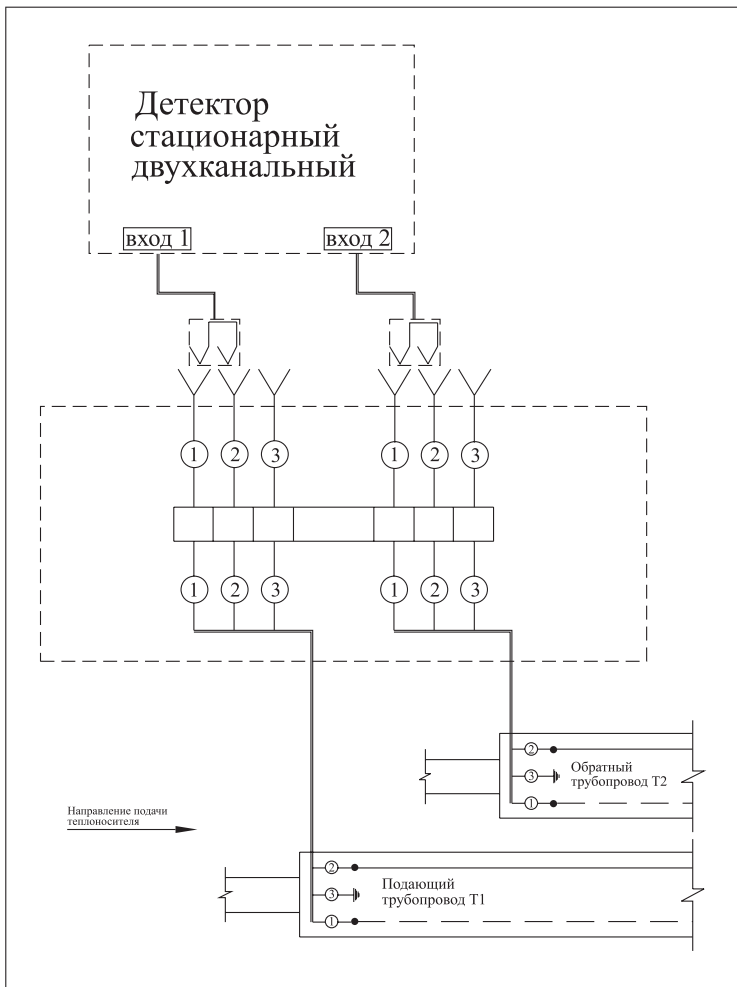 Детектор
стационарный
двухканальный
вход 1 вход 2
1 2 3 1 2 3
1 2 3 1 2 3
2
3
1
Обратный
трубопровод Т2
Направление подачи
теплоносителя
2
3
1
Подающий
трубопровод Т1